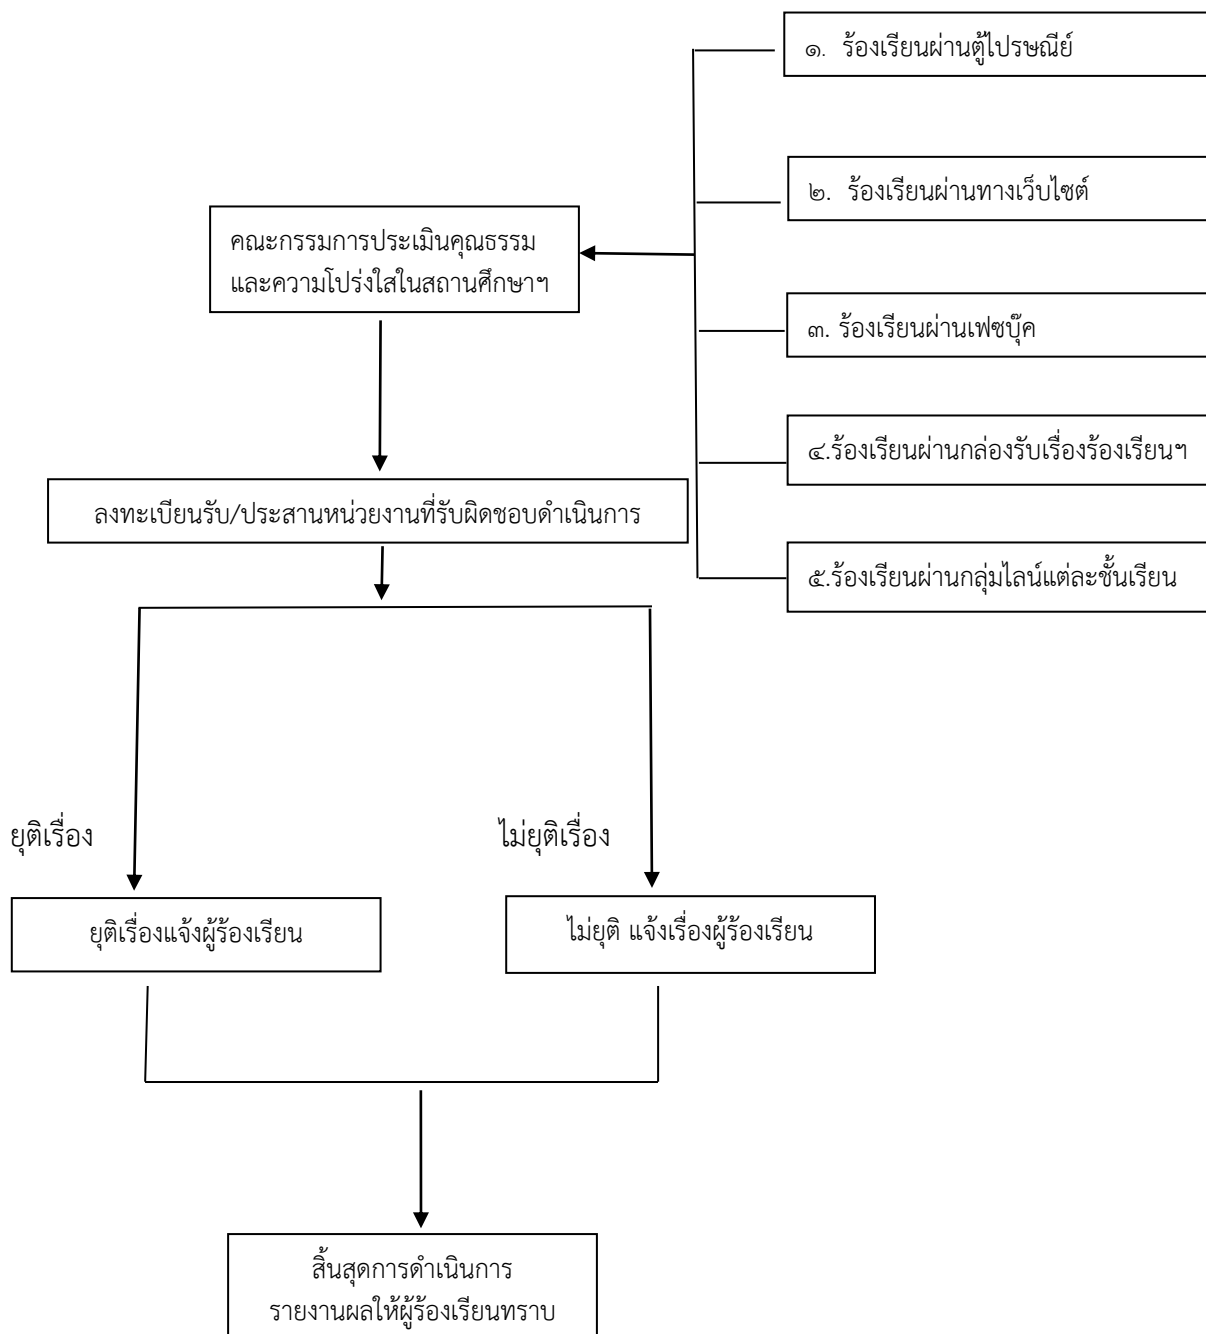 ๑. ร้องเรียนผ่านตู้ไปรษณีย์
๒. ร้องเรียนผ่านทางเว็บไซต์
คณะกรรมการประเมินคุณธรรม
และความโปร่งใสในสถานศึกษาฯ
๓. ร้องเรียนผ่านเฟซบุ๊ค
๔.ร้องเรียนผ่านกล่องรับเรื่องร้องเรียนฯ
ลงทะเบียนรับ/ประสานหน่วยงานที่รับผิดชอบดำเนินการ
๕.ร้องเรียนผ่านกลุ่มไลน์แต่ละชั้นเรียน
ยุติเรื่อง
ไม่ยุติเรื่อง
ยุติเรื่องแจ้งผู้ร้องเรียน
ไม่ยุติ แจ้งเรื่องผู้ร้องเรียน
สิ้นสุดการดำเนินการ
รายงานผลให้ผู้ร้องเรียนทราบ